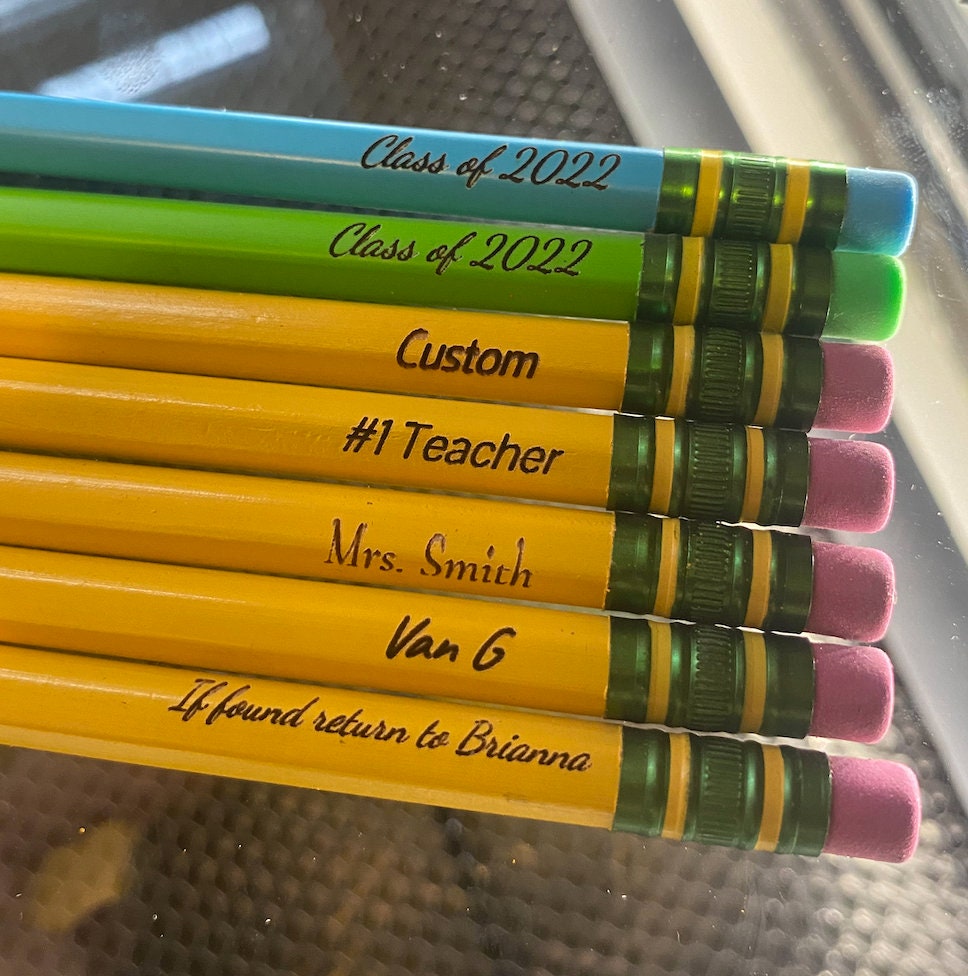 Class of 2022
Class of 2022
Custom
#1 Teacher
Mrs. Smith
Van G
If found return to Brianna